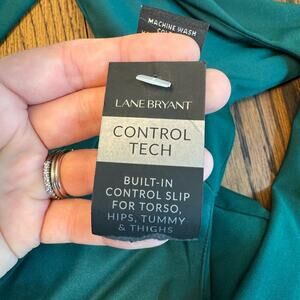 MACHINE WASH
LANE BRYANT
CONTROL
TECH
BUILT-IN
CONTROL SLIP
FOR TORSO,
HIPS, TUMMY
& THIGHS